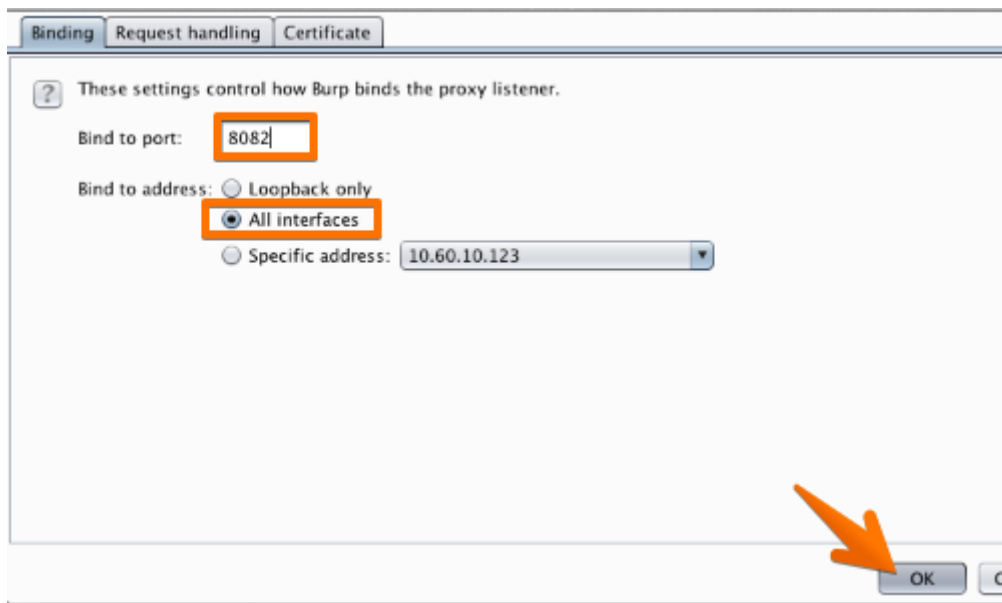 Binding Request handling Certificate
? These settings control how Burp binds the proxy listener.
Bind to port: 8082
Bind to address: Loopback only
All interfaces
Specific address: 10.60.10.123
OK